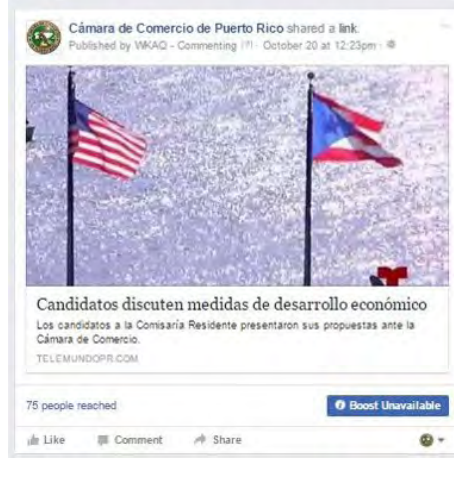 Cámara de Comercio de Puerto Rico shared a link.
Published by WKAQ - Commenting [?] · October 20 at 12:23pm ·
Candidatos discuten medidas de desarrollo económico
Los candidatos a la Comisaría Residente presentaron sus propuestas ante la
Cámara de Comercio.
TELEMUNDOPR.COM
75 people reached
Boost Unavailable
Like Comment Share